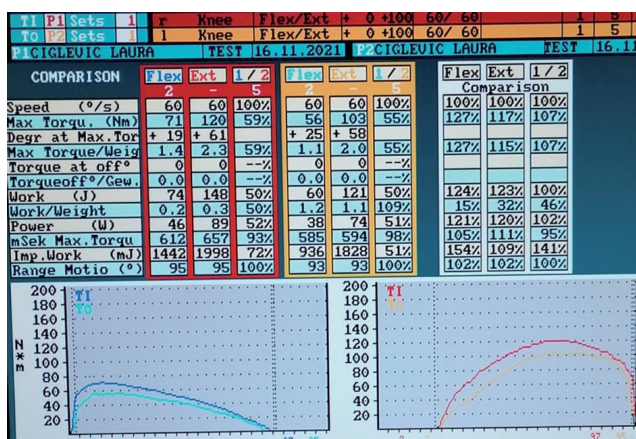 TI P1 Sets 1 r Knee Flex/Ext + 0 +100 60/ 60 1 5
TO P2 Sets 1 l Knee Flex/Ext + 0 +100 60/ 60 1 5
P1 CIGLEVIC LAURA TEST 16.11.2021 P2 CIGLEVIC LAURA TEST 16.11
COMPARISON Flex Ext 1/2 Flex Ext 1/2 Flex Ext 1/2
2 - 5 Comparison
Speed (°/s) 60 60 100% 60 60 100% 100% 100% 100%
Max Torqu. (Nm) 71 120 59% 56 103 55% 127% 117% 107%
Degr at Max.Tor + 19 + 61 + 25 + 58
Max Torque/Weig 1.4 2.3 59% 1.1 2.0 55% 127% 115% 107%
Torque at off° 0 0 --% 0 0 --%
Torqueoff°/Gew. 0.0 0.0 --% 0.0 0.0 --%
Work (J) 74 148 50% 60 121 50% 124% 123% 100%
Work/Weight 0.2 0.3 50% 1.2 1.1 109% 15% 32% 46%
Power (W) 46 89 52% 38 74 51% 121% 120% 102%
mSek Max.Torqu 612 657 93% 585 594 98% 105% 111% 95%
Imp.Work (mJ) 1442 1998 72% 936 1828 51% 154% 109% 141%
Range Motio (°) 95 95 100% 93 93 100% 102% 102% 100%
200 TI 200 TI
180 TO 180 TO
160 160
140 140
N*m 120 120
100 100
80 80
60 60
40 40
20 20